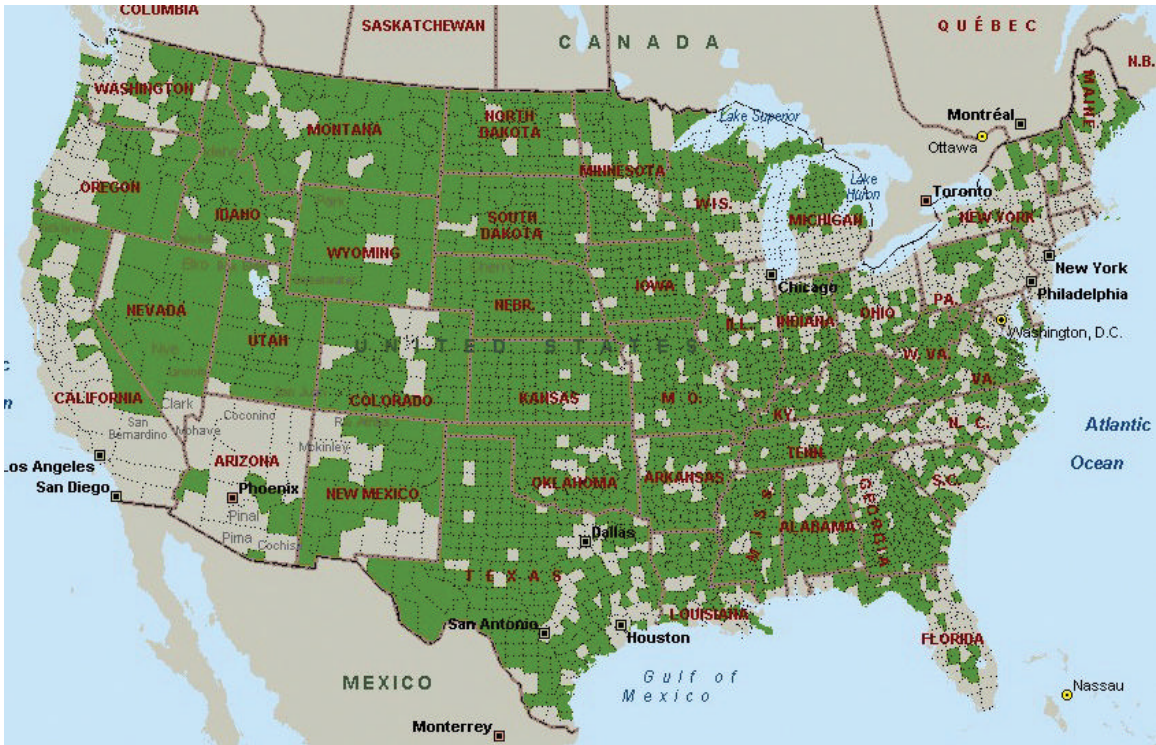 COLUMBIA
SASKATCHEWAN
CANADA
QUÉBEC
N.B.
WASHINGTON
MONTANA
NORTH
DAKOTA
Lake Superior
MAINE
Montréal
Ottawa
MINNESOTA
OREGON
IDAHO
SOUTH
DAKOTA
WIS.
Lake
Huron
MICHIGAN
Toronto
NEW YORK
WYOMING
New York
Chicago
Philadelphia
IOWA
NEBR.
NEVADA
UTAH
ILL.
INDIANA
OHIO
PA.
Washington, D.C.
UNITED STATES
W. VA.
VA.
CALIFORNIA
Clark
Coconino
COLORADO
KANSAS
M O.
KY.
N. C.
Atlantic
Ocean
San
Bernardino
Mohave
Mckinley
Los Angeles
ARIZONA
TENN.
San Diego
Phoenix
NEW MEXICO
OKLAHOMA
ARKANSAS
S.C.
Pinal
Pima
Cochise
Dallas
MISS
ALABAMA
GEORGIA
TEXAS
LOUISIANA
San Antonio
Houston
FLORIDA
Gulf of
Mexico
MEXICO
Nassau
Monterrey